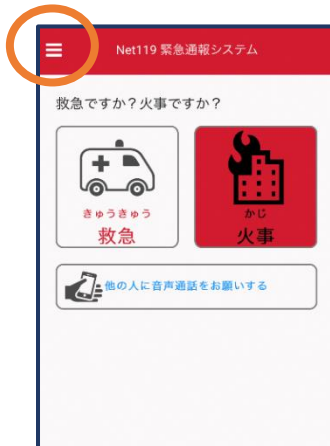 Net119 緊急通報システム
救急ですか？火事ですか？
きゅうきゅう
救急
かじ
火事
他の人に音声通話をお願いする